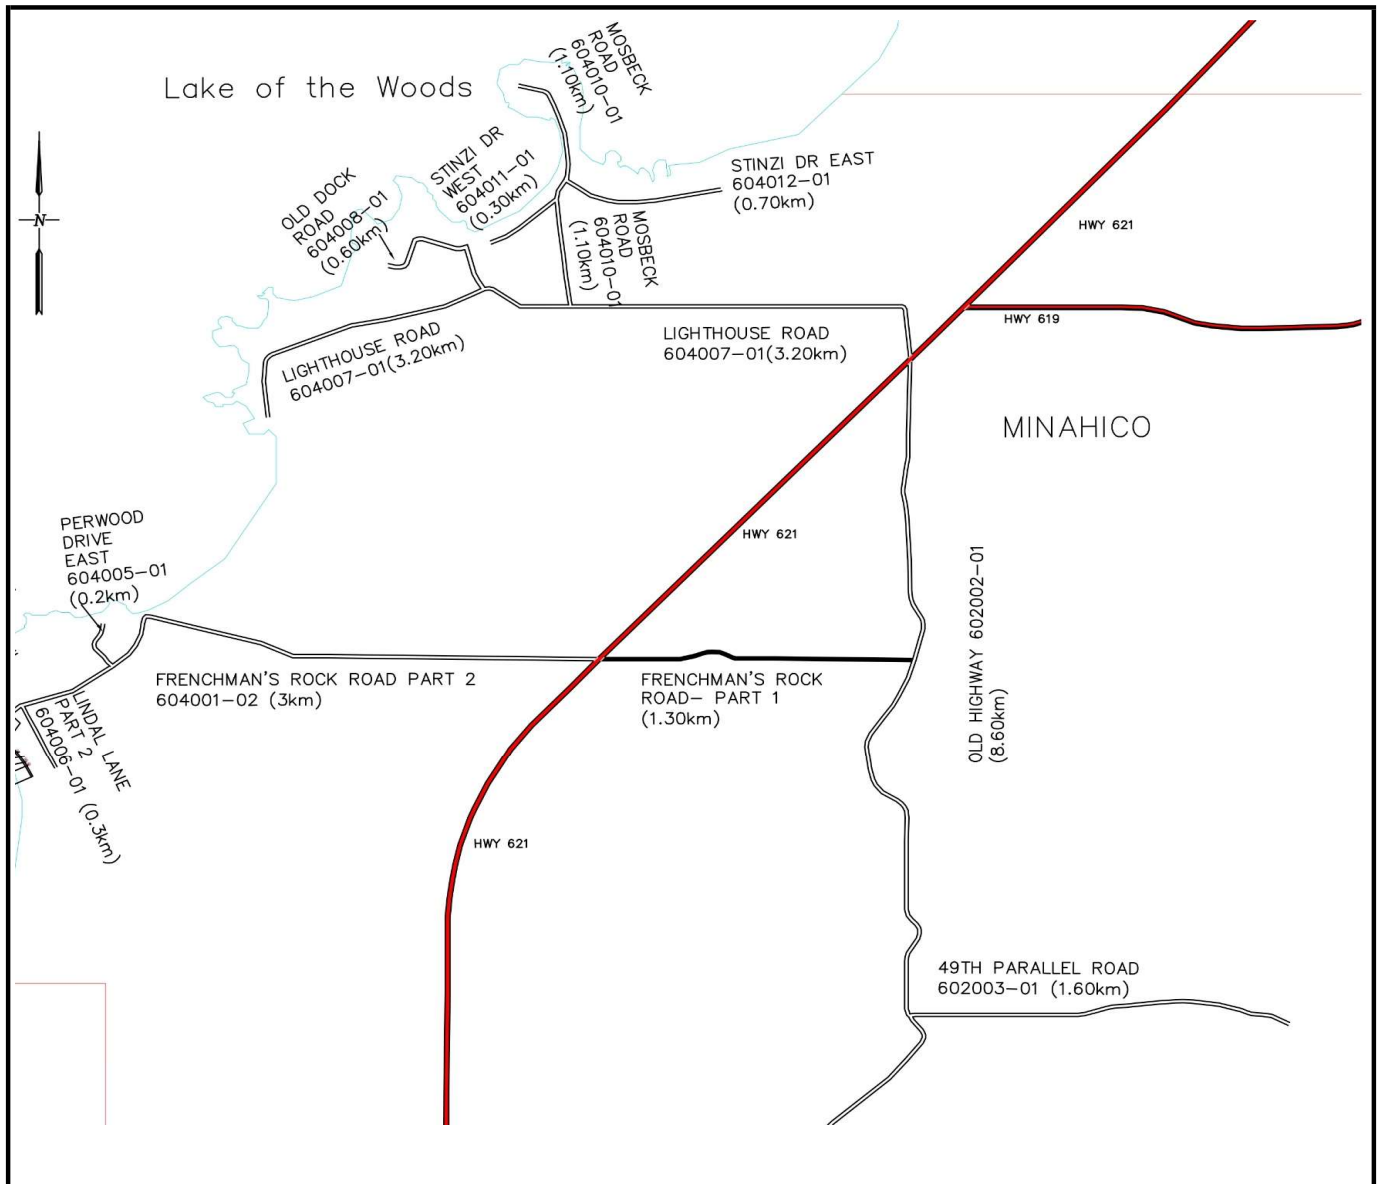 Lake of the Woods
MOSBECK
ROAD
604010-01
(1.10km)
STINZI DR
WEST
604011-01
(0.30km)
STINZI DR EAST
604012-01
(0.70km)
OLD DOCK
ROAD
604008-01
(0.60km)
N
MOSBECK
ROAD
604010-01
(1.10km)
HWY 621
HWY 619
LIGHTHOUSE ROAD
604007-01(3.20km)
LIGHTHOUSE ROAD
604007-01(3.20km)
MINAHICO
PERWOOD
DRIVE
EAST
604005-01
(0.2km)
HWY 621
OLD HIGHWAY 602002-01
(8.60km)
FRENCHMAN'S ROCK ROAD PART 2
604001-02 (3km)
FRENCHMAN'S ROCK
ROAD- PART 1
(1.30km)
LINDAL LANE
PART 2
604006-01 (0.3km)
HWY 621
49TH PARALLEL ROAD
602003-01 (1.60km)